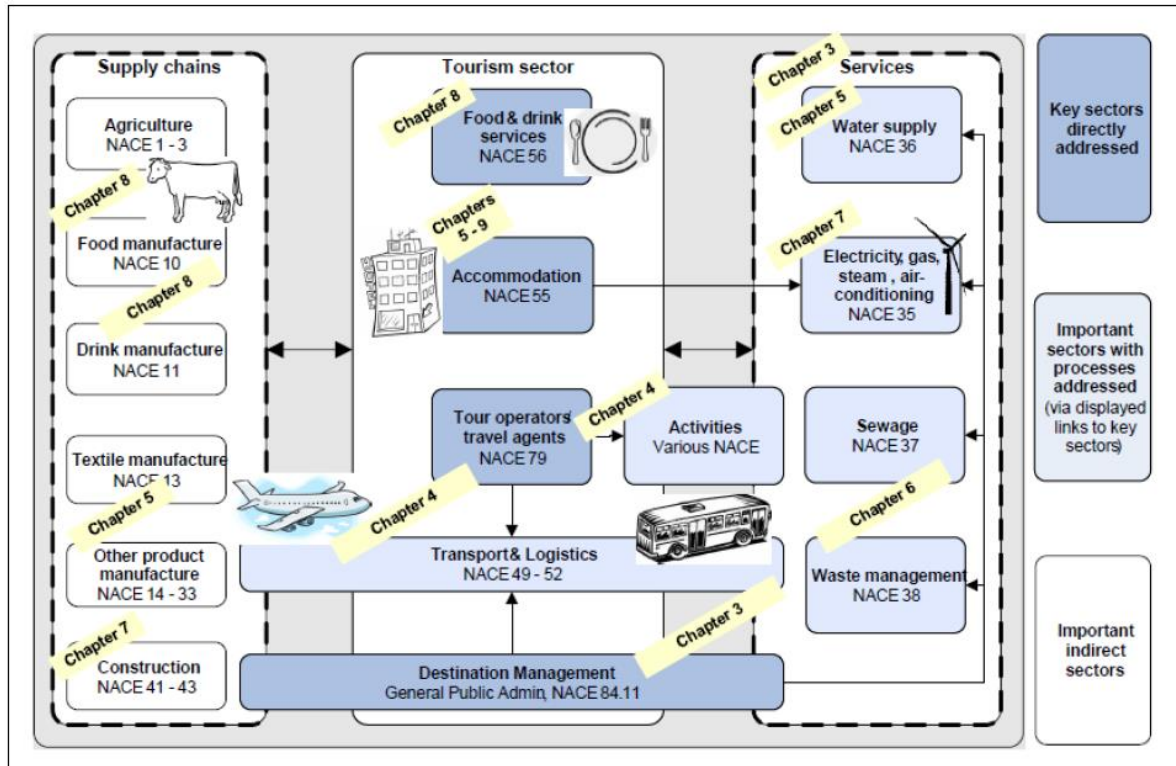 Supply chains
Agriculture
NACE 1 - 3
Chapter 8
Food manufacture
NACE 10
Chapter 8
Drink manufacture
NACE 11
Textile manufacture
NACE 13
Chapter 5
Other product
manufacture
NACE 14 - 33
Chapter 7
Construction
NACE 41 - 43
Tourism sector
Chapter 8
Food & drink
services
NACE 56
Chapters
5 - 9
Accommodation
NACE 55
Tour operators/
travel agents
NACE 79
Chapter 4
Activities
Various NACE
Chapter 4
Transport & Logistics
NACE 49 - 52
Chapter 3
Destination Management
General Public Admin, NACE 84.11
Chapter 3
Services
Chapter 5
Water supply
NACE 36
Chapter 7
Electricity, gas,
steam , air-
conditioning
NACE 35
Sewage
NACE 37
Chapter 6
Waste management
NACE 38
Key sectors
directly
addressed
Important
sectors with
processes
addressed
(via displayed
links to key
sectors)
Important
indirect
sectors